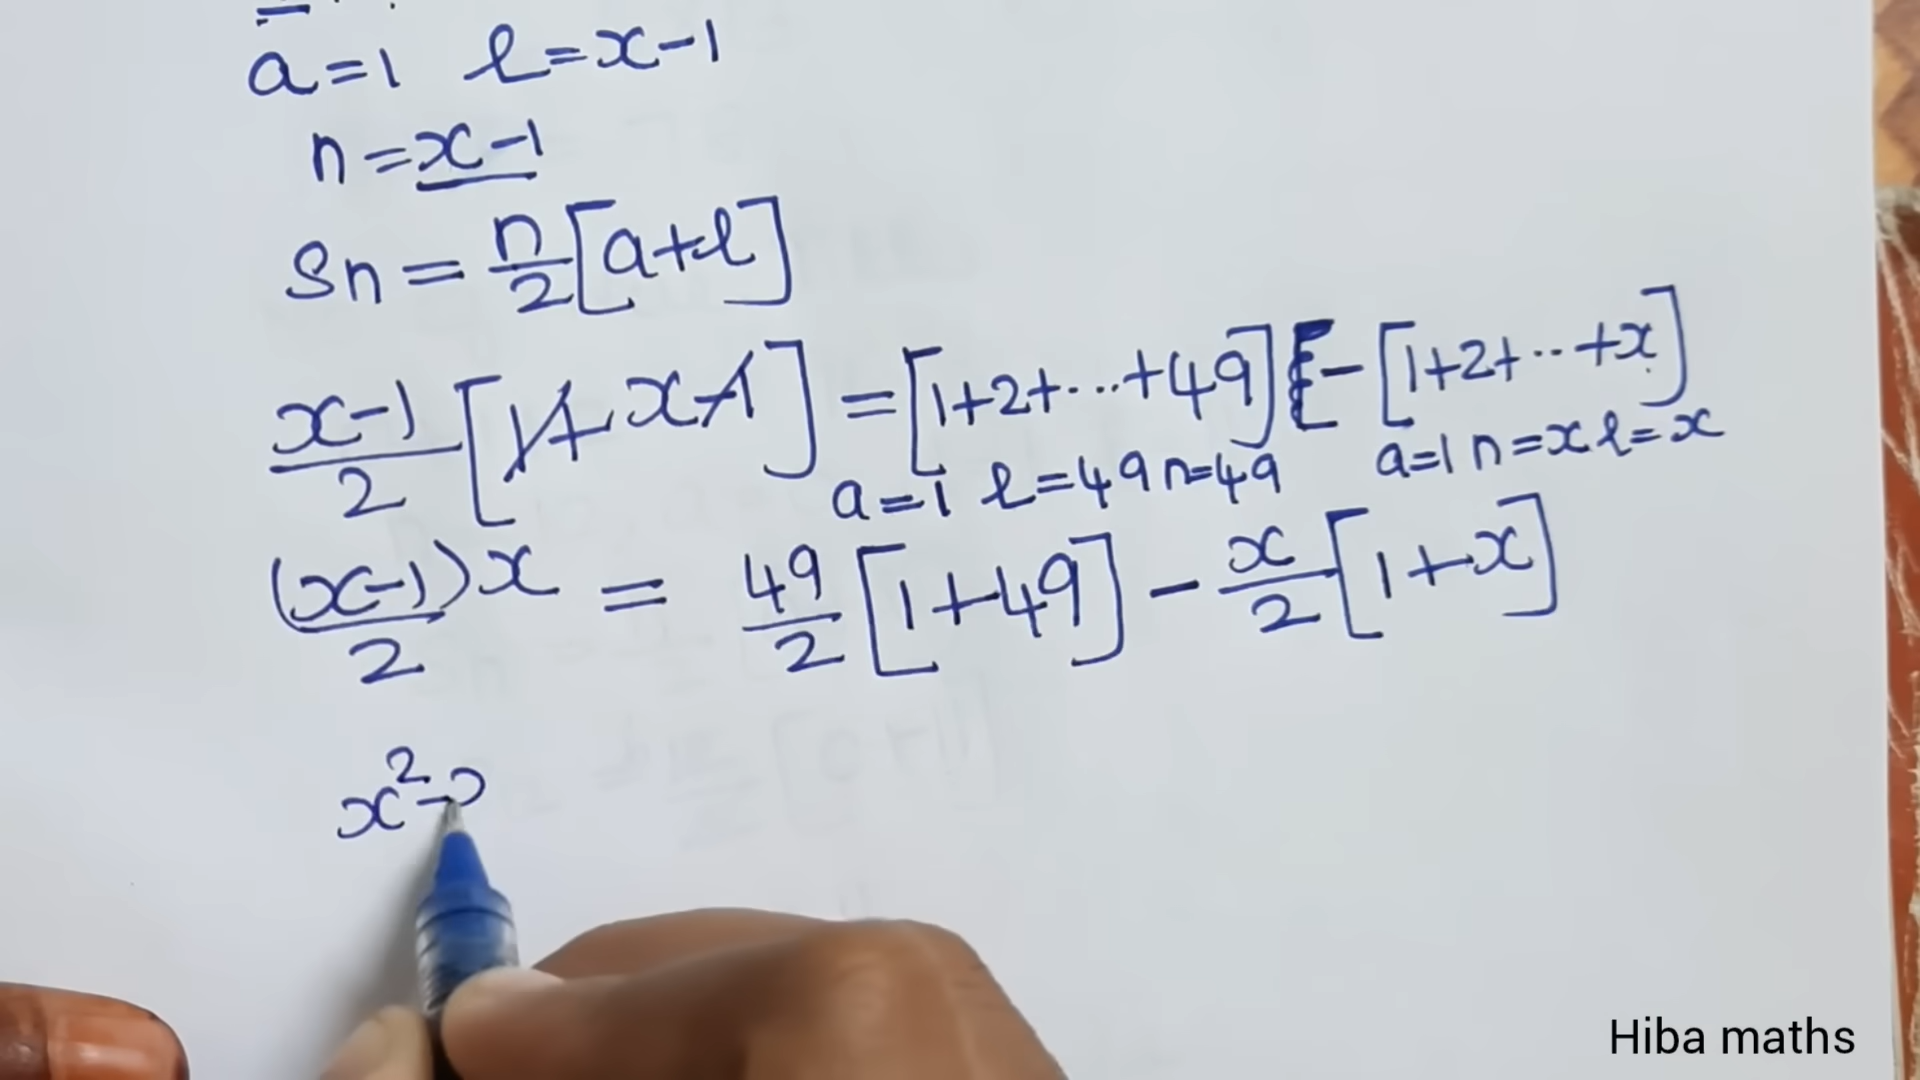 a = 1 l = x - 1
n = x - 1
Sn = n/2 [a + l]
x - 1/2 [1 + x - 1] = [1 + 2 + ... + 49] - [1 + 2 + ... + x]
a = 1 l = 49 n = 49 a = 1 n = x l = x
(x - 1)x/2 = 49/2 [1 + 49] - x/2 [1 + x]
x² -
Hiba maths